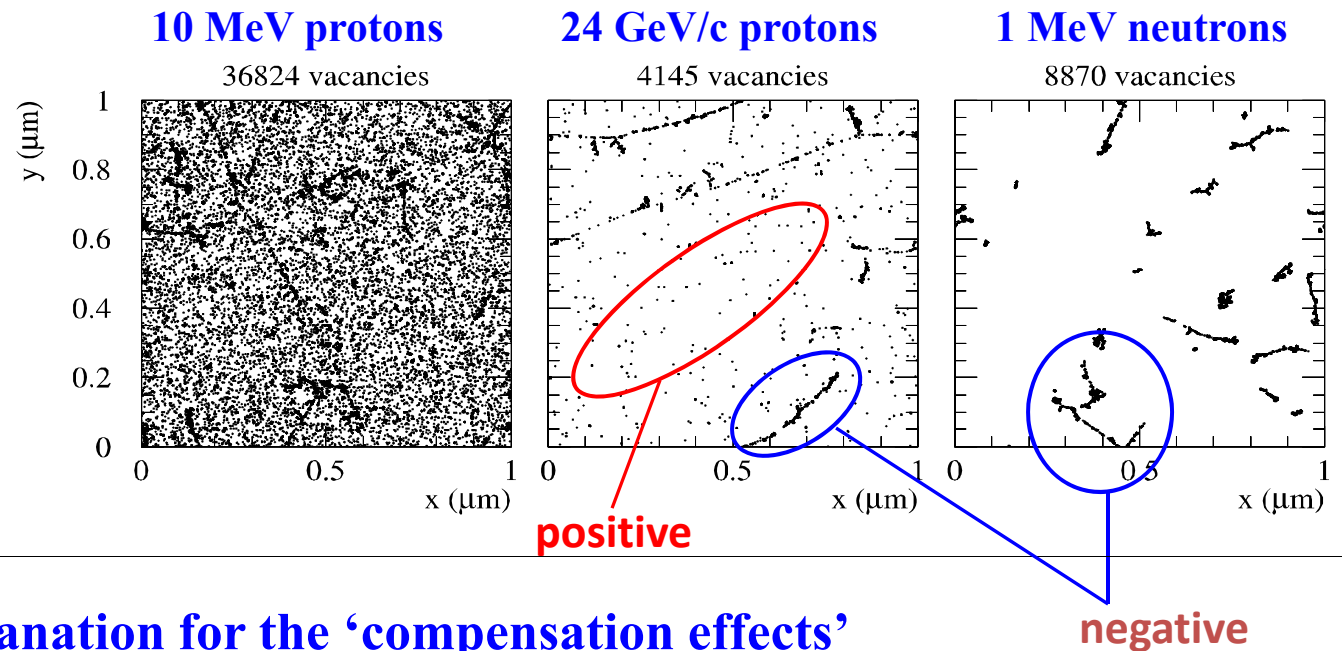 10 MeV protons
24 GeV/c protons
1 MeV neutrons
36824 vacancies
4145 vacancies
8870 vacancies
y (μm)
1
0.8
0.6
0.4
0.2
0
0
0.5
1
x (μm)
0
0.5
1
x (μm)
0
0.5
1
x (μm)
positive
negative
anation for the ‘compensation effects’